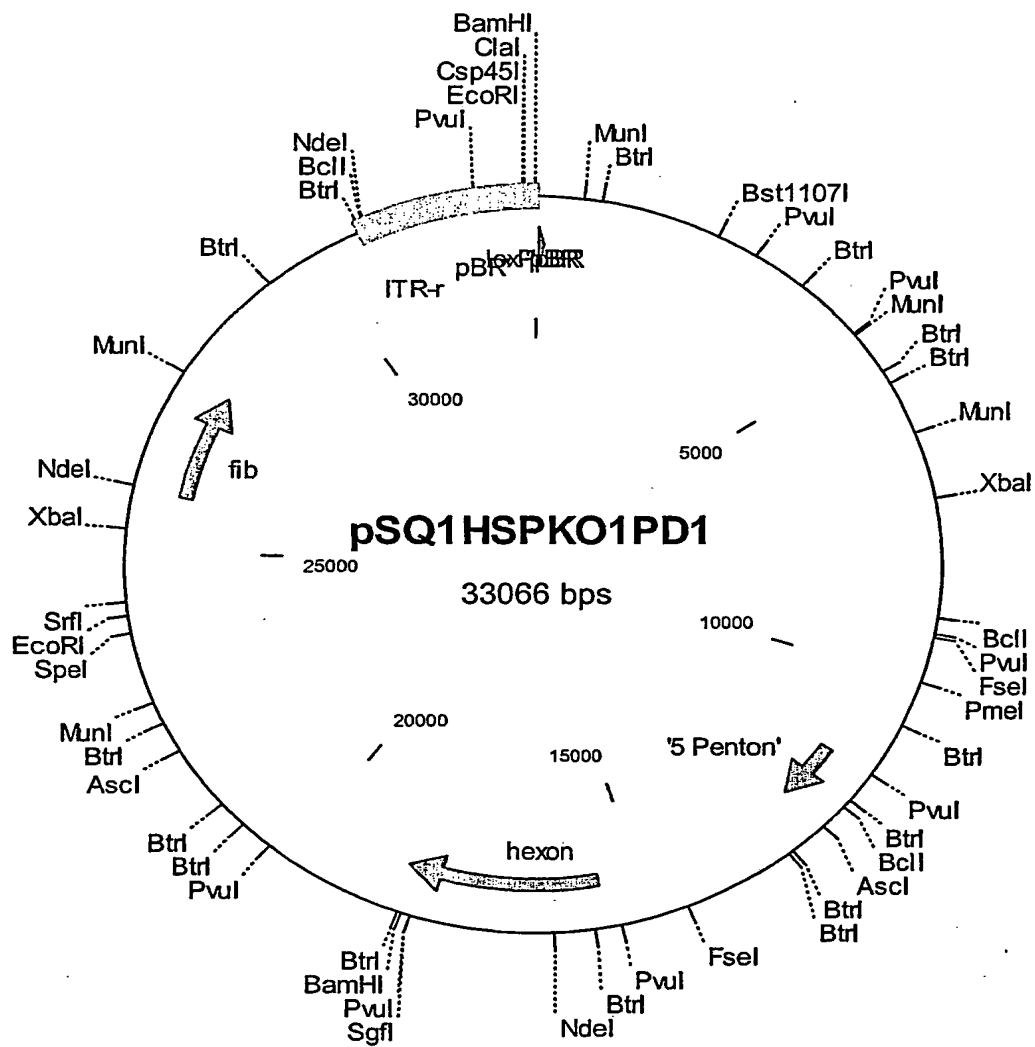 BamHI
ClaI
Csp45I
EcoRI
PvuI
NdeI
BclI
BtrI
BtrI
MunI
NdeI
XbaI
SrfI
EcoRI
SpeI
MunI
BtrI
AscI
BtrI
BtrI
PvuI
BtrI
BamHI
PvuI
SgfI
MunI
BtrI
Bst1107I
PvuI
BtrI
PvuI
MunI
BtrI
BtrI
MunI
XbaI
BclI
PvuI
FseI
PmeI
BtrI
PvuI
BtrI
BclI
AscI
BtrI
BtrI
FseI
PvuI
BtrI
NdeI
ITR-r
pBR
30000
5000
fib
pSQ1HSPKO1PD1
33066 bps
25000
10000
20000
15000
'5 Penton'
hexon